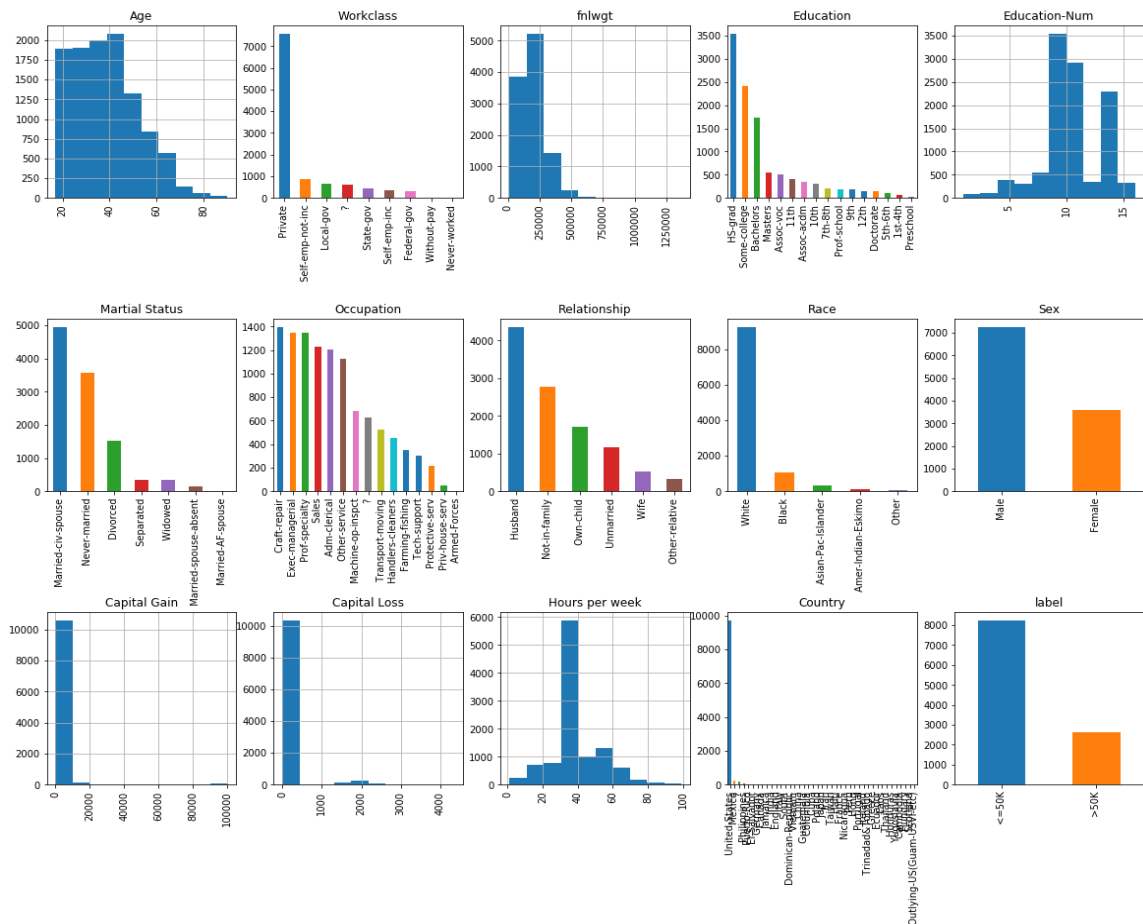 Age
2000
1750
1500
1250
1000
750
500
250
0
20
40
60
80
Workclass
7000
6000
5000
4000
3000
2000
1000
0
Private
Self-emp-not-inc
Local-gov
?
State-gov
Self-emp-inc
Federal-gov
Without-pay
Never-worked
fnlwgt
5000
4000
3000
2000
1000
0
0
250000
500000
750000
1000000
1250000
Education
3500
3000
2500
2000
1500
1000
500
0
HS-grad
Some-college
Bachelors
Masters
Assoc-voc
11th
Assoc-acdm
10th
7th-8th
Prof-school
9th
12th
Doctorate
5th-6th
1st-4th
Preschool
Education-Num
3500
3000
2500
2000
1500
1000
500
0
5
10
15
Martial Status
5000
4000
3000
2000
1000
0
Married-civ-spouse
Never-married
Divorced
Separated
Widowed
Married-spouse-absent
Married-AF-spouse
Occupation
1400
1200
1000
800
600
400
200
0
Craft-repair
Exec-managerial
Prof-specialty
Sales
Adm-clerical
Other-service
Machine-op-inspct
?
Transport-moving
Handlers-cleaners
Farming-fishing
Tech-support
Protective-serv
Priv-house-serv
Armed-Forces
Relationship
4000
3000
2000
1000
0
Husband
Not-in-family
Own-child
Unmarried
Wife
Other-relative
Race
8000
6000
4000
2000
0
White
Black
Asian-Pac-Islander
Amer-Indian-Eskimo
Other
Sex
7000
6000
5000
4000
3000
2000
1000
0
Male
Female
Capital Gain
10000
8000
6000
4000
2000
0
0
20000
40000
60000
80000
100000
Capital Loss
10000
8000
6000
4000
2000
0
0
1000
2000
3000
4000
Hours per week
6000
5000
4000
3000
2000
1000
0
0
20
40
60
80
100
Country
10000
8000
6000
4000
2000
0
United-States
Mexico
Philippines
Dominican-Republic
Guatemala
Nicaragua
Trinadad&Tobago
Outlying-US(Guam-USVI-etc)
label
8000
7000
6000
5000
4000
3000
2000
1000
0
<=50K
>50k